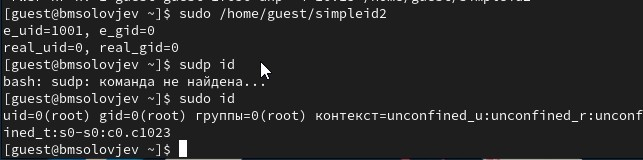 [guest@bmsolovjev ~]$ sudo /home/guest/simpleid2
e_uid=1001, e_gid=0
real_uid=0, real_gid=0
[guest@bmsolovjev ~]$ sudp id
bash: sudp: команда не найдена...
[guest@bmsolovjev ~]$ sudo id
uid=0(root) gid=0(root) группы=0(root) контекст=unconfined_u:unconfined_r:unconf
ined_t:s0-s0:c0.c1023
[guest@bmsolovjev ~]$